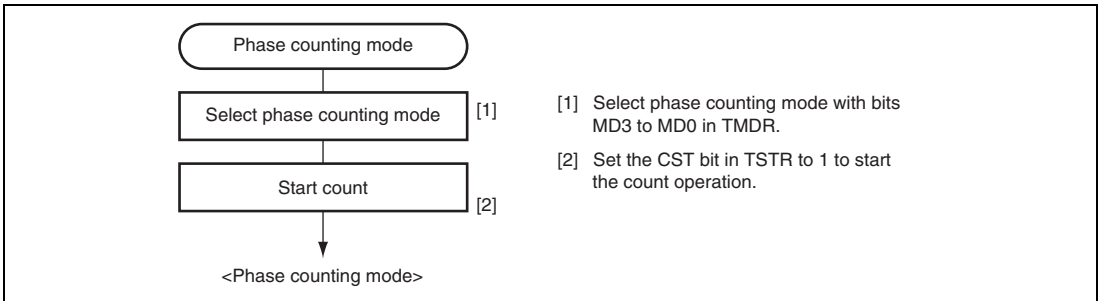 Phase counting mode
Select phase counting mode
[1]
Start count
[2]
<Phase counting mode>
[1] Select phase counting mode with bits
MD3 to MD0 in TMDR.
[2] Set the CST bit in TSTR to 1 to start
the count operation.